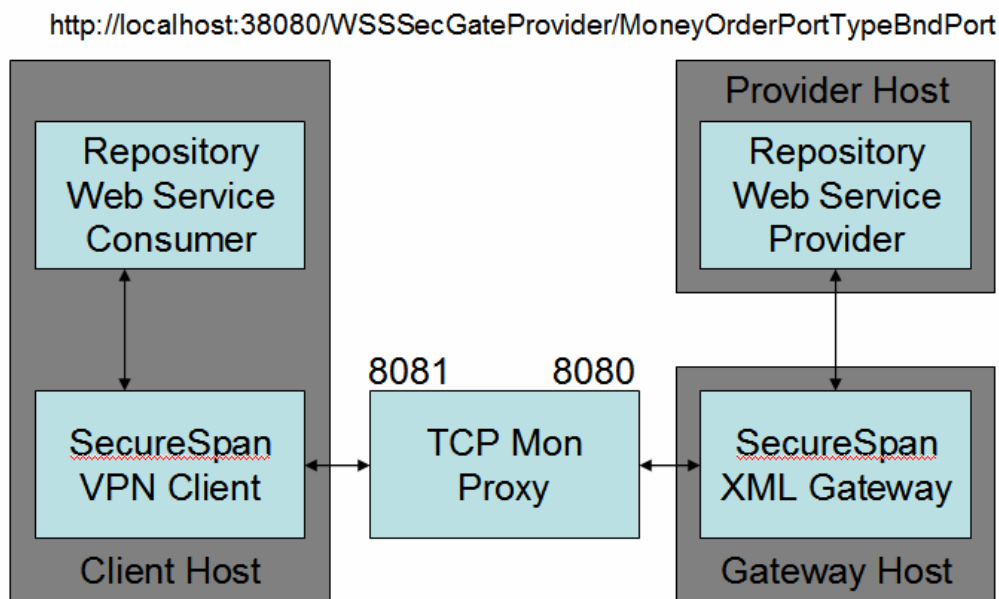 http://localhost:38080/WSSSecGateProvider/MoneyOrderPortTypeBndPort
Provider Host
Repository
Web Service
Consumer
Repository
Web Service
Provider
8081
8080
SecureSpan
VPN Client
TCP Mon
Proxy
SecureSpan
XML Gateway
Client Host
Gateway Host